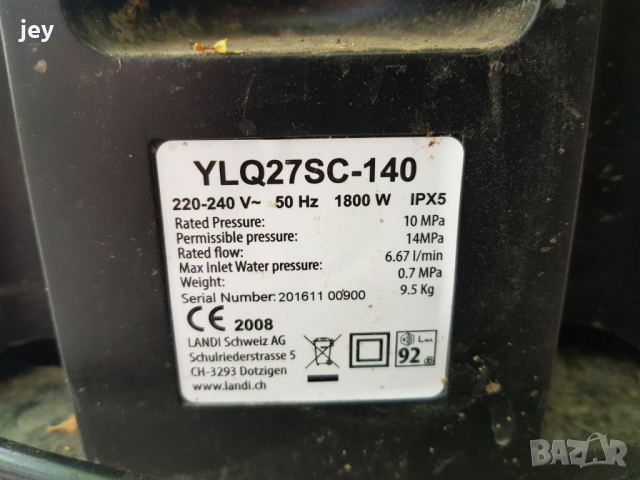 jey
YLQ27SC-140
220-240 V~ 50 Hz 1800 W IPX5
Rated Pressure: 10 MPa
Permissible pressure: 14MPa
Rated flow: 6.67 l/min
Max Inlet Water pressure: 0.7 MPa
Weight: 9.5 Kg
Serial Number: 201611 00900
CE 2008
LANDI Schweiz AG
Schulriederstrasse 5
CH-3293 Dotzigen
www.landi.ch
LWA
92 dB
BAZAR